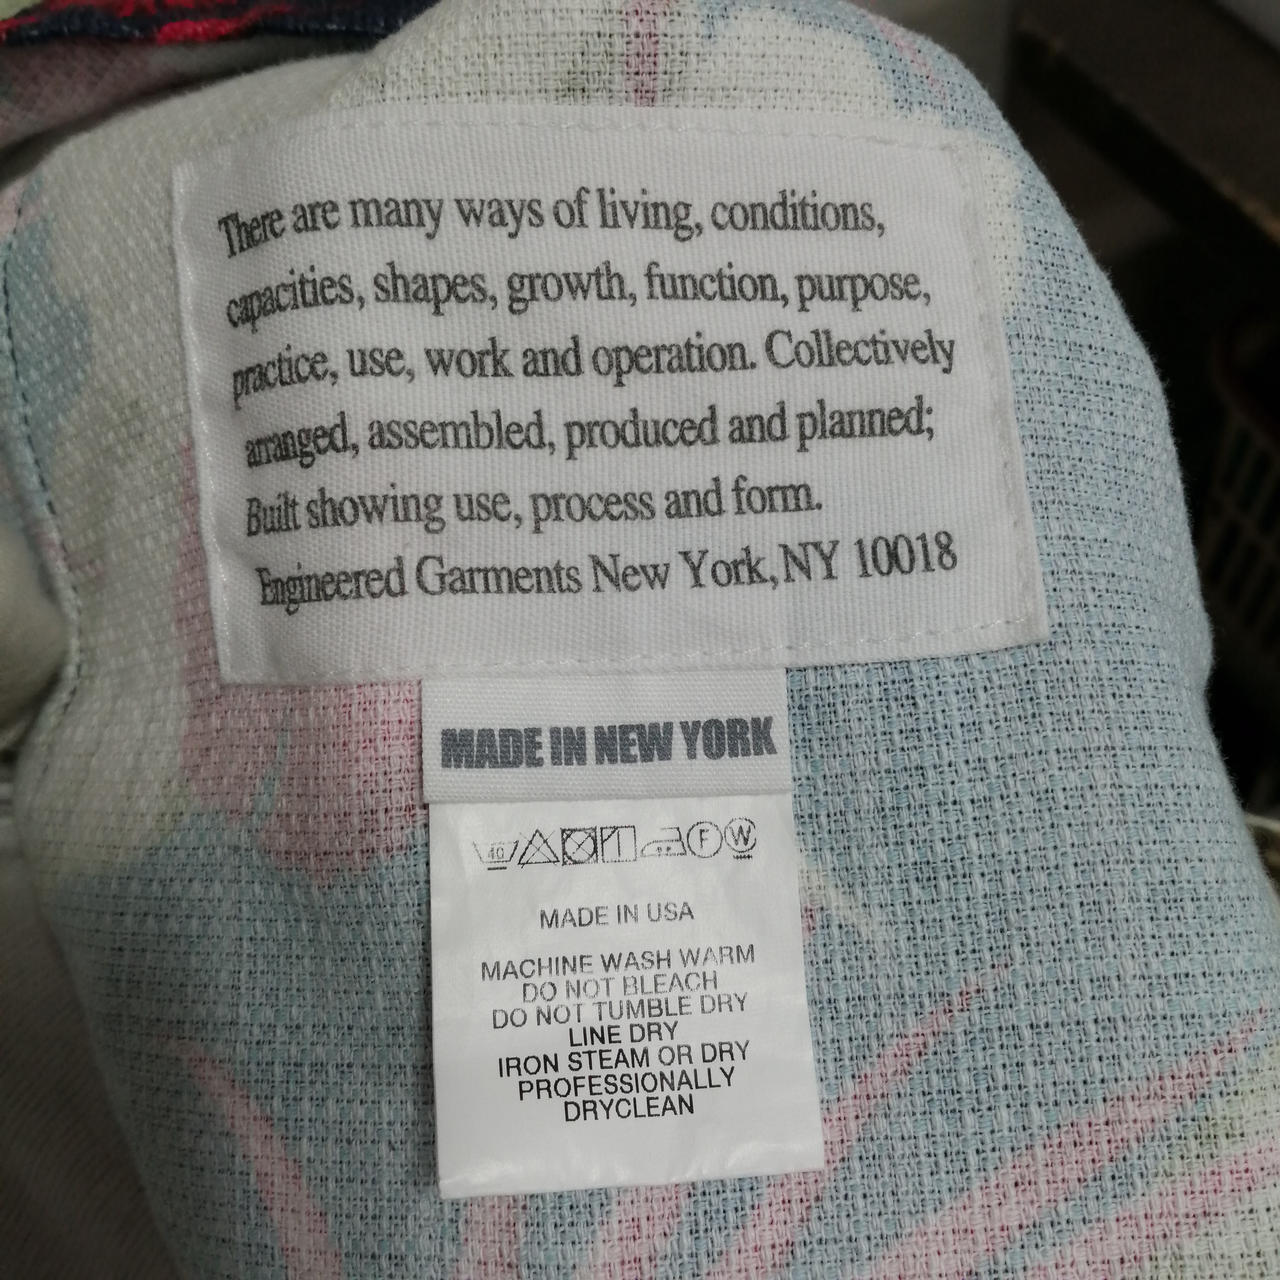 There are many ways of living, conditions,
capacities, shapes, growth, function, purpose,
practice, use, work and operation. Collectively
arranged, assembled, produced and planned;
Built showing use, process and form.
Engineered Garments New York, NY 10018
MADE IN NEW YORK
40 F W
MADE IN USA
MACHINE WASH WARM
DO NOT BLEACH
DO NOT TUMBLE DRY
LINE DRY
IRON STEAM OR DRY
PROFESSIONALLY
DRYCLEAN